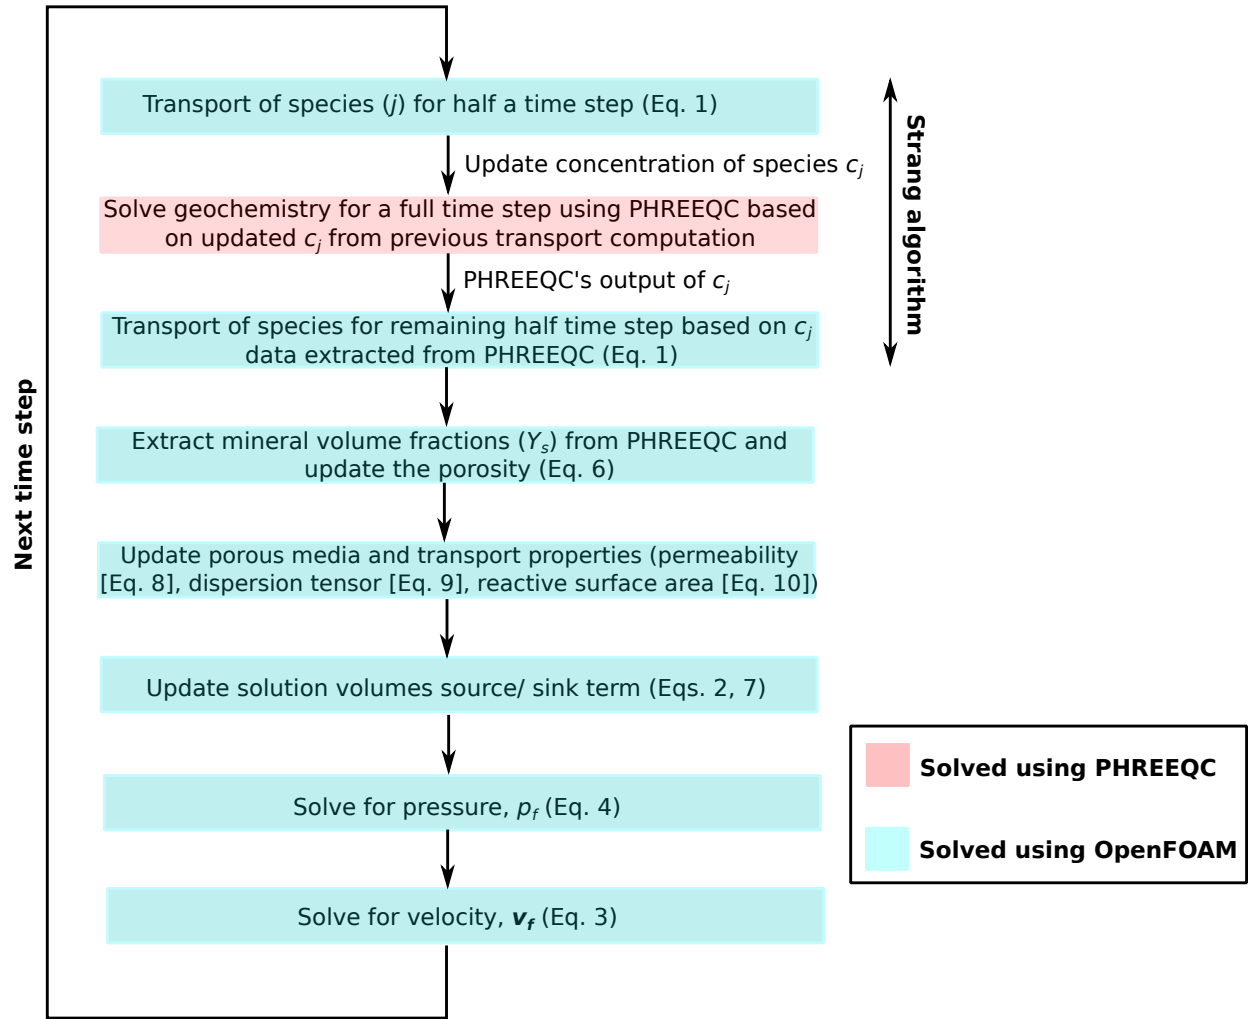 Transport of species (j) for half a time step (Eq. 1)
Update concentration of species cj
Solve geochemistry for a full time step using PHREEQC based
on updated cj from previous transport computation
PHREEQC's output of cj
Transport of species for remaining half time step based on cj
data extracted from PHREEQC (Eq. 1)
Strang algorithm
Extract mineral volume fractions (Ys) from PHREEQC and
update the porosity (Eq. 6)
Next time step
Update porous media and transport properties (permeability
[Eq. 8], dispersion tensor [Eq. 9], reactive surface area [Eq. 10])
Update solution volumes source/ sink term (Eqs. 2, 7)
Solve for pressure, pf (Eq. 4)
Solve for velocity, vf (Eq. 3)
Solved using PHREEQC
Solved using OpenFOAM